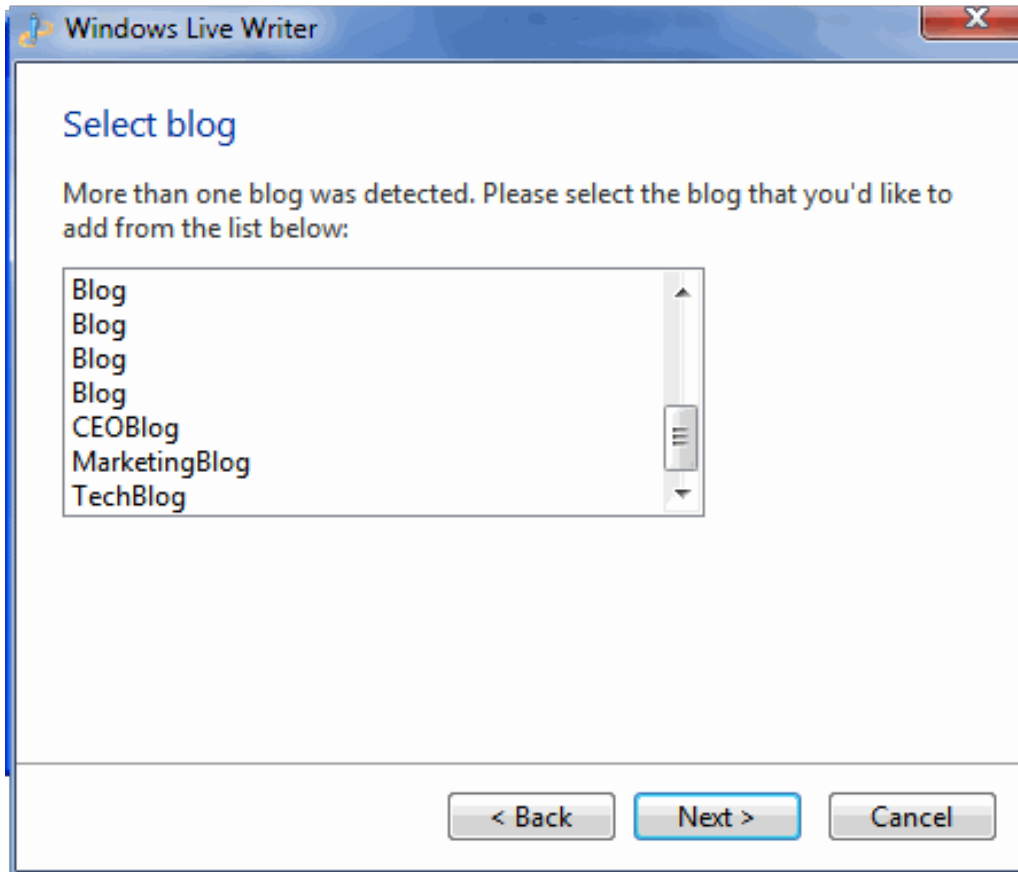 Windows Live Writer
Select blog
More than one blog was detected. Please select the blog that you'd like to
add from the list below:
Blog
Blog
Blog
Blog
CEOBlog
MarketingBlog
TechBlog
< Back Next > Cancel